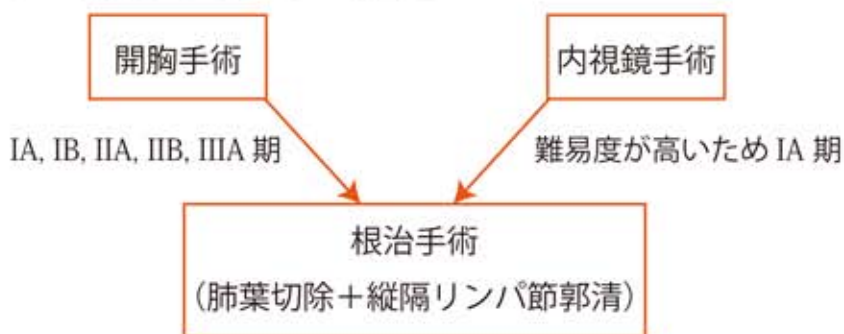 開胸手術
内視鏡手術
IA, IB, IIA, IIB, IIIA 期
難易度が高いため IA 期
根治手術
（肺葉切除＋縦隔リンパ節郭清）